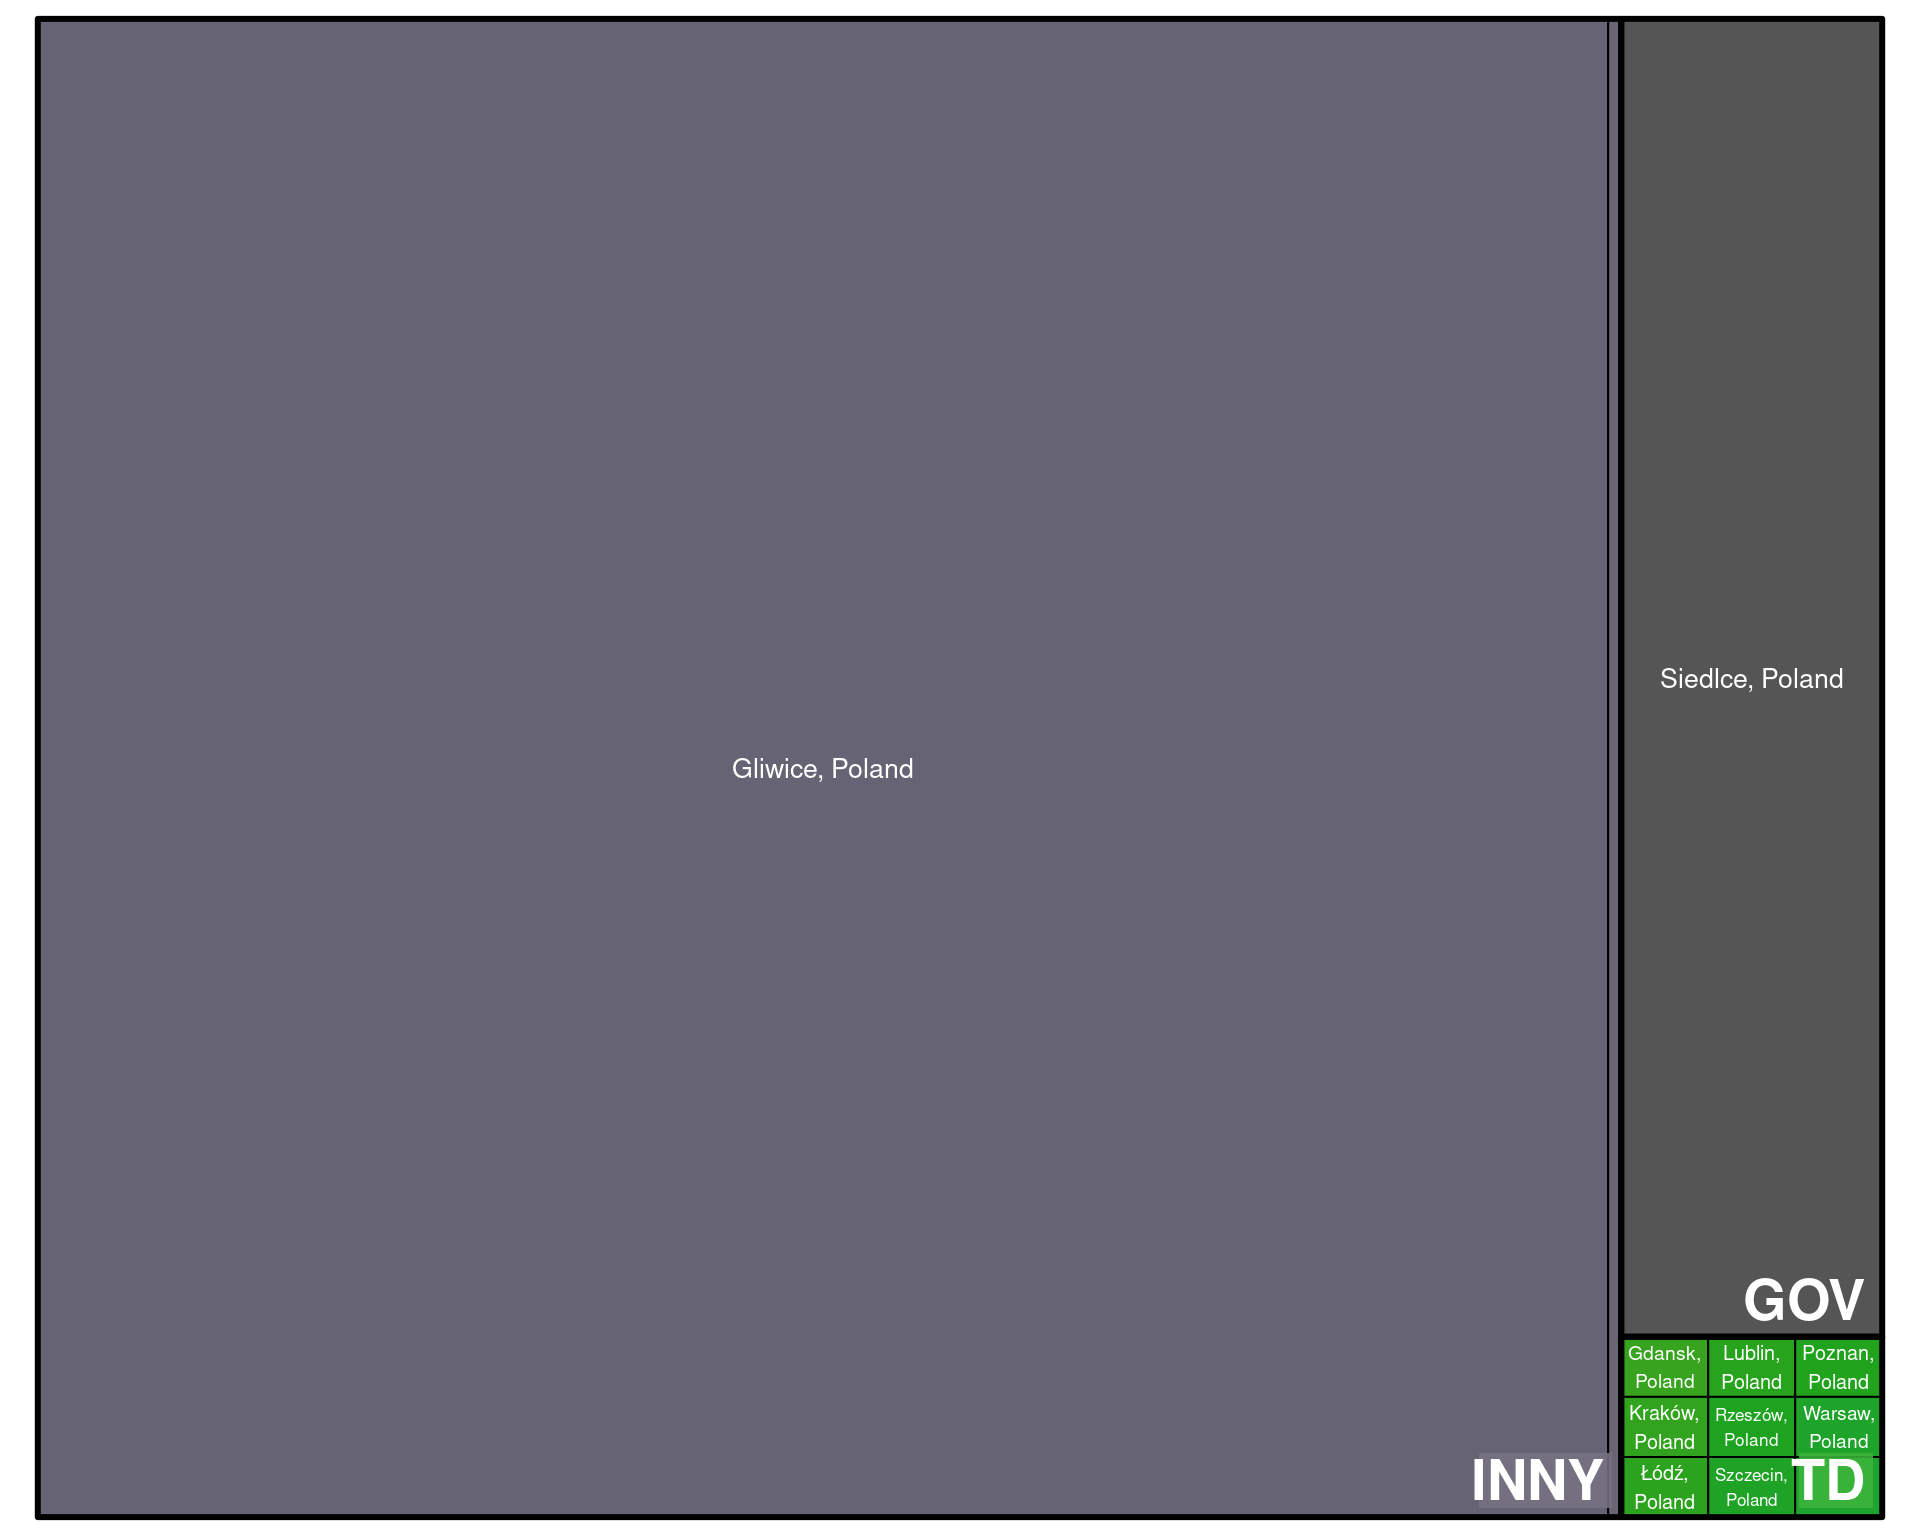 Gliwice, Poland
INNY
Siedlce, Poland
GOV
Gdansk,
Poland
Lublin,
Poland
Poznan,
Poland
Kraków,
Poland
Rzeszów,
Poland
Warsaw,
Poland
Łódź,
Poland
Szczecin,
Poland
TD